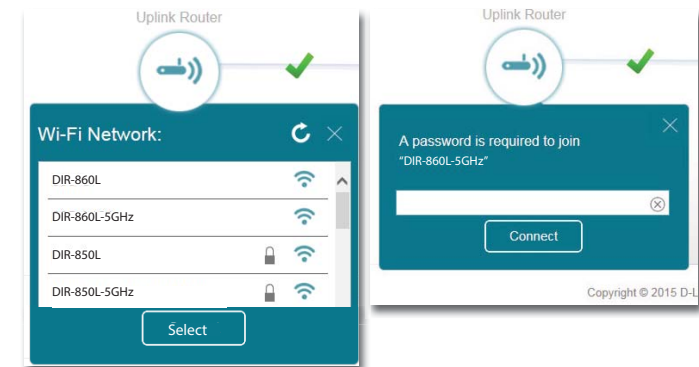 Uplink Router
Wi-Fi Network:
DIR-860L
DIR-860L-5GHz
DIR-850L
DIR-850L-5GHz
Select
Uplink Router
A password is required to join
“DIR-860L-5GHz”
Connect
Copyright © 2015 D-L